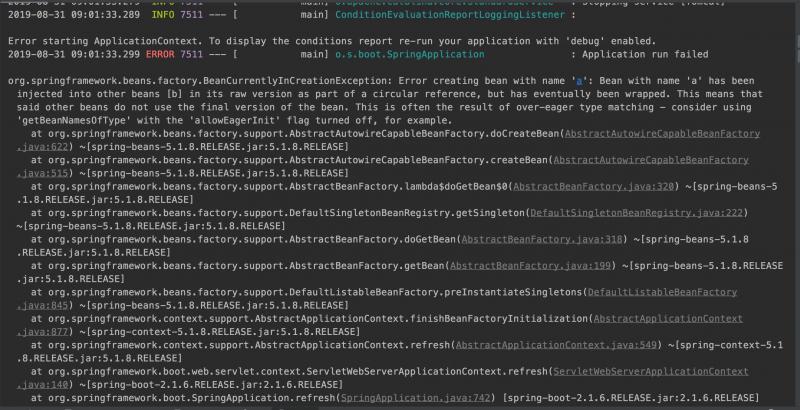 2019-08-31 09:01:33.289  INFO 7511 --- [           main] ConditionEvaluationReportLoggingListener :
Error starting ApplicationContext. To display the conditions report re-run your application with 'debug' enabled.
2019-08-31 09:01:33.299 ERROR 7511 --- [           main] o.s.boot.SpringApplication               : Application run failed
org.springframework.beans.factory.BeanCurrentlyInCreationException: Error creating bean with name 'a': Bean with name 'a' has been
injected into other beans [b] in its raw version as part of a circular reference, but has eventually been wrapped. This means that
said other beans do not use the final version of the bean. This is often the result of over-eager type matching - consider using
'getBeanNamesOfType' with the 'allowEagerInit' flag turned off, for example.
at org.springframework.beans.factory.support.AbstractAutowireCapableBeanFactory.doCreateBean(AbstractAutowireCapableBeanFactory
.java:622) ~[spring-beans-5.1.8.RELEASE.jar:5.1.8.RELEASE]
at org.springframework.beans.factory.support.AbstractAutowireCapableBeanFactory.createBean(AbstractAutowireCapableBeanFactory
.java:515) ~[spring-beans-5.1.8.RELEASE.jar:5.1.8.RELEASE]
at org.springframework.beans.factory.support.AbstractBeanFactory.lambda$doGetBean$0(AbstractBeanFactory.java:320) ~[spring-beans-5
.1.8.RELEASE.jar:5.1.8.RELEASE]
at org.springframework.beans.factory.support.DefaultSingletonBeanRegistry.getSingleton(DefaultSingletonBeanRegistry.java:222)
~[spring-beans-5.1.8.RELEASE.jar:5.1.8.RELEASE]
at org.springframework.beans.factory.support.AbstractBeanFactory.doGetBean(AbstractBeanFactory.java:318) ~[spring-beans-5.1.8
.RELEASE.jar:5.1.8.RELEASE]
at org.springframework.beans.factory.support.AbstractBeanFactory.getBean(AbstractBeanFactory.java:199) ~[spring-beans-5.1.8.RELEASE
.jar:5.1.8.RELEASE]
at org.springframework.beans.factory.support.DefaultListableBeanFactory.preInstantiateSingletons(DefaultListableBeanFactory
.java:845) ~[spring-beans-5.1.8.RELEASE.jar:5.1.8.RELEASE]
at org.springframework.context.support.AbstractApplicationContext.finishBeanFactoryInitialization(AbstractApplicationContext
.java:877) ~[spring-context-5.1.8.RELEASE.jar:5.1.8.RELEASE]
at org.springframework.context.support.AbstractApplicationContext.refresh(AbstractApplicationContext.java:549) ~[spring-context-5.1
.8.RELEASE.jar:5.1.8.RELEASE]
at org.springframework.boot.web.servlet.context.ServletWebServerApplicationContext.refresh(ServletWebServerApplicationContext
.java:140) ~[spring-boot-2.1.6.RELEASE.jar:2.1.6.RELEASE]
at org.springframework.boot.SpringApplication.refresh(SpringApplication.java:742) [spring-boot-2.1.6.RELEASE.jar:2.1.6.RELEASE]